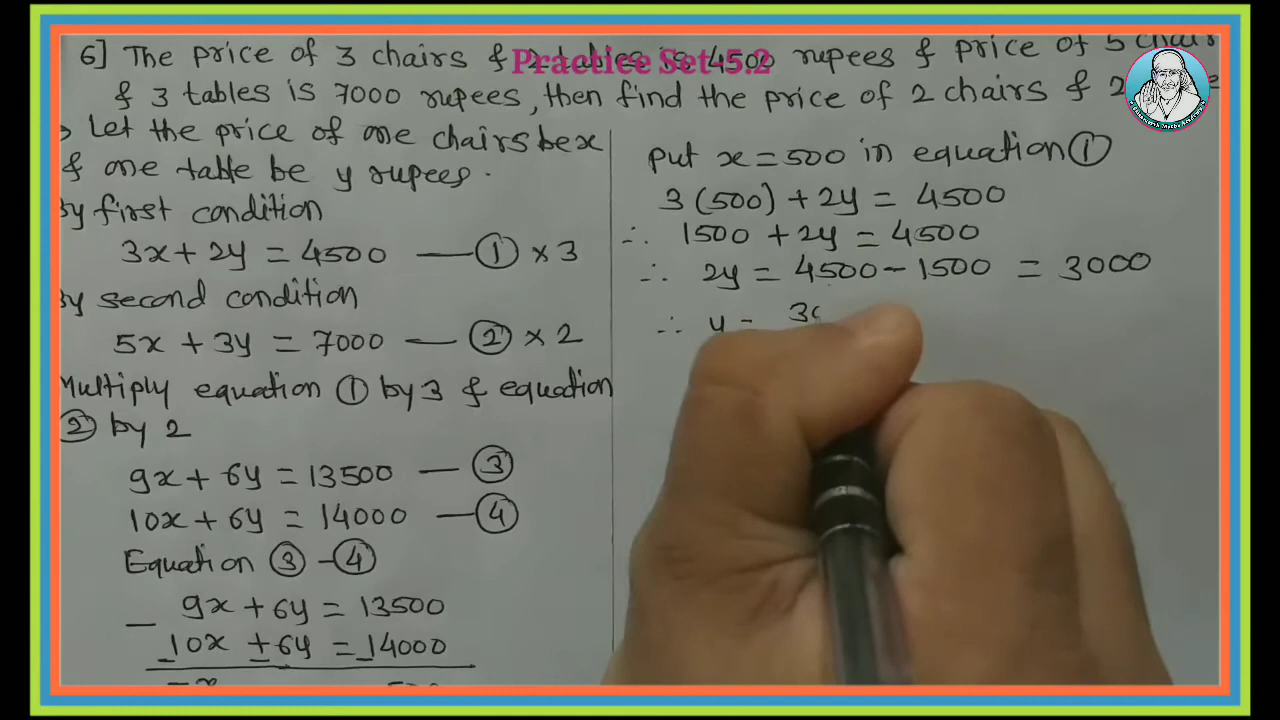 Practice Set-5.2
6] The price of 3 chairs & 2 tables is 4500 rupees & price of 5 chair
& 3 tables is 7000 rupees, then find the price of 2 chairs & 2
Let the price of one chairs be x
& one table be y rupees.
By first condition
3x + 2y = 4500 — ① × 3
By second condition
5x + 3y = 7000 — ② × 2
Multiply equation ① by 3 & equation
② by 2
9x + 6y = 13500 — ③
10x + 6y = 14000 — ④
Equation ③ - ④
— 9x + 6y = 13500
10x + 6y = 14000
_ _ _
put x = 500 in equation ①
3 (500) + 2y = 4500
∴ 1500 + 2y = 4500
∴ 2y = 4500 - 1500 = 3000
∴ y =